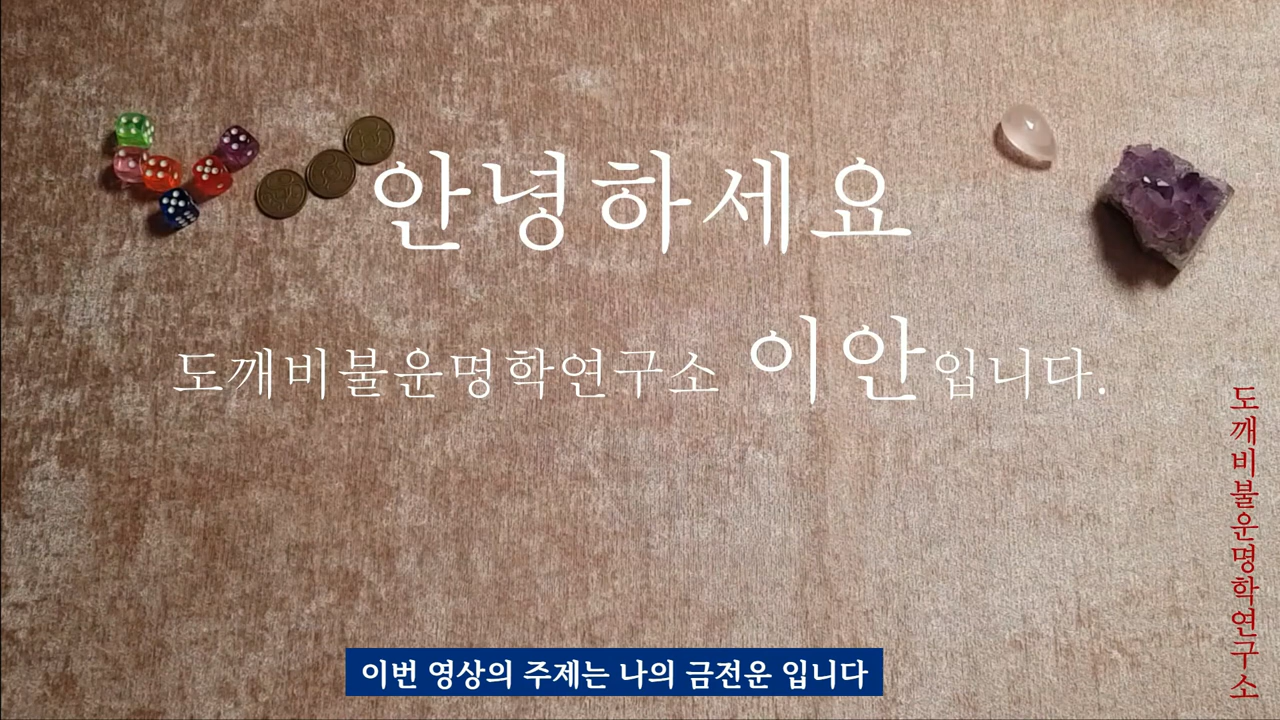 안녕하세요
도깨비불운명학연구소 이안입니다.
도깨비불운명학연구소
이번 영상의 주제는 나의 금전운 입니다